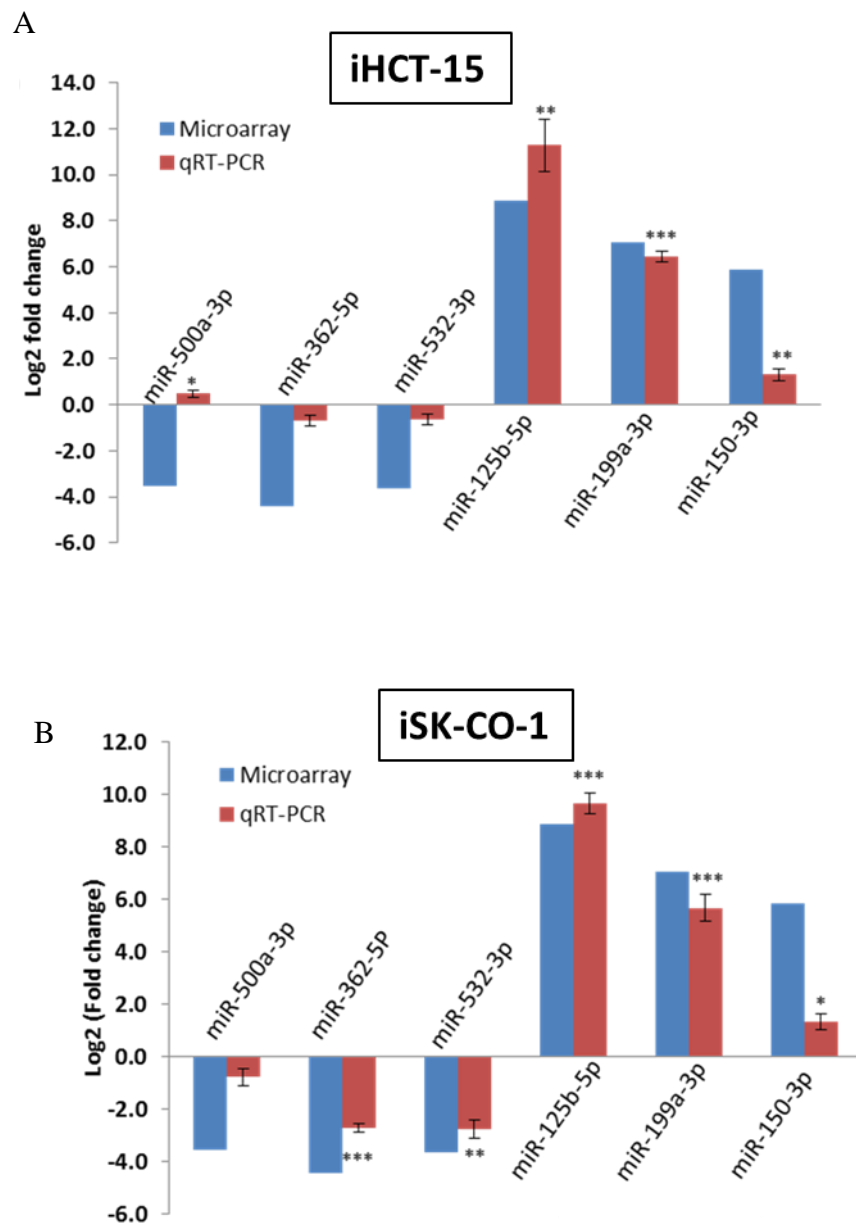 A
iHCT-15
14.0
12.0
10.0
8.0
6.0
4.0
2.0
0.0
-2.0
-4.0
-6.0
Log2 fold change
Microarray
qRT-PCR
miR-500a-3p
miR-362-5p
miR-532-3p
miR-125b-5p
miR-199a-3p
miR-150-3p
*
**
***
**
B
iSK-CO-1
12.0
10.0
8.0
6.0
4.0
2.0
0.0
-2.0
-4.0
-6.0
Log2 (Fold change)
Microarray
qRT-PCR
miR-500a-3p
miR-362-5P
miR-532-3p
miR-125b-5p
miR-199a-3p
miR-150-3p
***
**
***
***
*